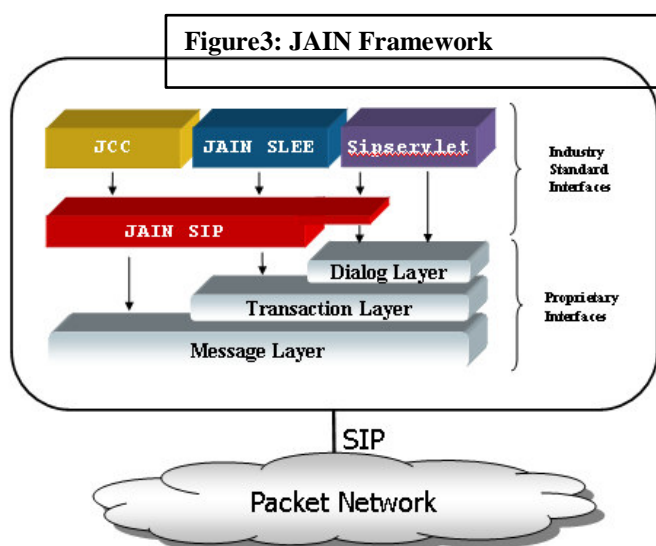 Figure3: JAIN Framework
JCC
JAIN SLEE
Sipservlet
Industry
Standard
Interfaces
JAIN SIP
Dialog Layer
Transaction Layer
Proprietary
Interfaces
Message Layer
SIP
Packet Network